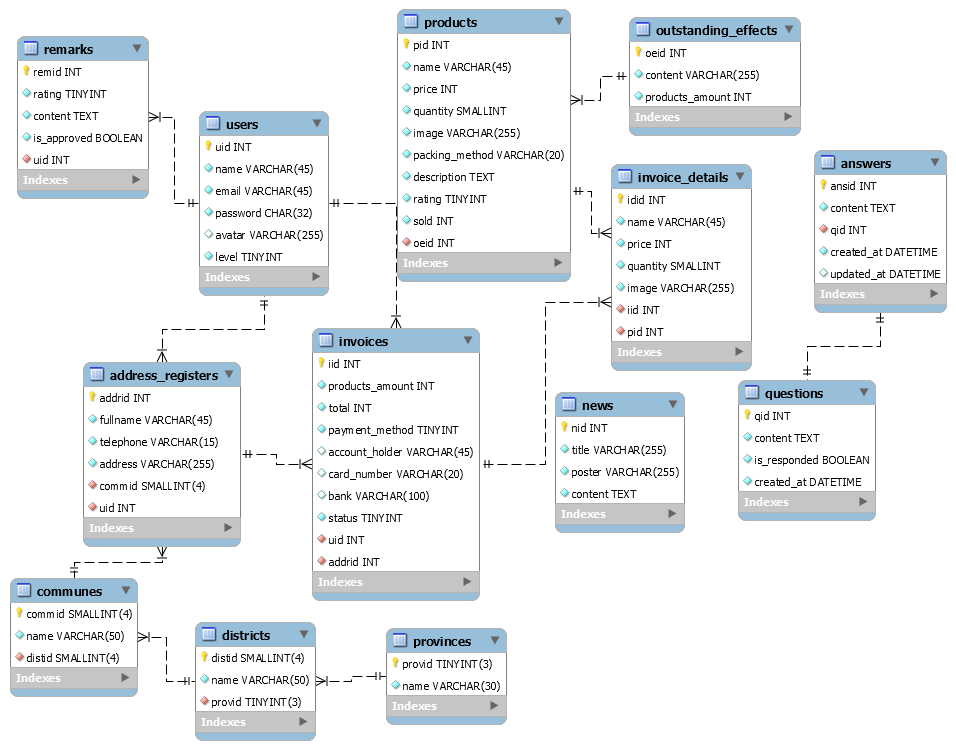 remarks
remid INT
rating TINYINT
content TEXT
is_approved BOOLEAN
uid INT
Indexes
users
uid INT
name VARCHAR(45)
email VARCHAR(45)
password CHAR(32)
avatar VARCHAR(255)
level TINYINT
Indexes
products
pid INT
name VARCHAR(45)
price INT
quantity SMALLINT
image VARCHAR(255)
packing_method VARCHAR(20)
description TEXT
rating TINYINT
sold INT
oeid INT
Indexes
outstanding_effects
oeid INT
content VARCHAR(255)
products_amount INT
Indexes
invoice_details
idid INT
name VARCHAR(45)
price INT
quantity SMALLINT
image VARCHAR(255)
iid INT
pid INT
Indexes
answers
ansid INT
content TEXT
qid INT
created_at DATETIME
updated_at DATETIME
Indexes
address_registers
addrid INT
fullname VARCHAR(45)
telephone VARCHAR(15)
address VARCHAR(255)
commid SMALLINT(4)
uid INT
Indexes
invoices
iid INT
products_amount INT
total INT
payment_method TINYINT
account_holder VARCHAR(45)
card_number VARCHAR(20)
bank VARCHAR(100)
status TINYINT
uid INT
addrid INT
Indexes
news
nid INT
title VARCHAR(255)
poster VARCHAR(255)
content TEXT
Indexes
questions
qid INT
content TEXT
is_responded BOOLEAN
created_at DATETIME
Indexes
communes
commid SMALLINT(4)
name VARCHAR(50)
distid SMALLINT(4)
Indexes
districts
distid SMALLINT(4)
name VARCHAR(50)
provid TINYINT(3)
Indexes
provinces
provid TINYINT(3)
name VARCHAR(30)
Indexes